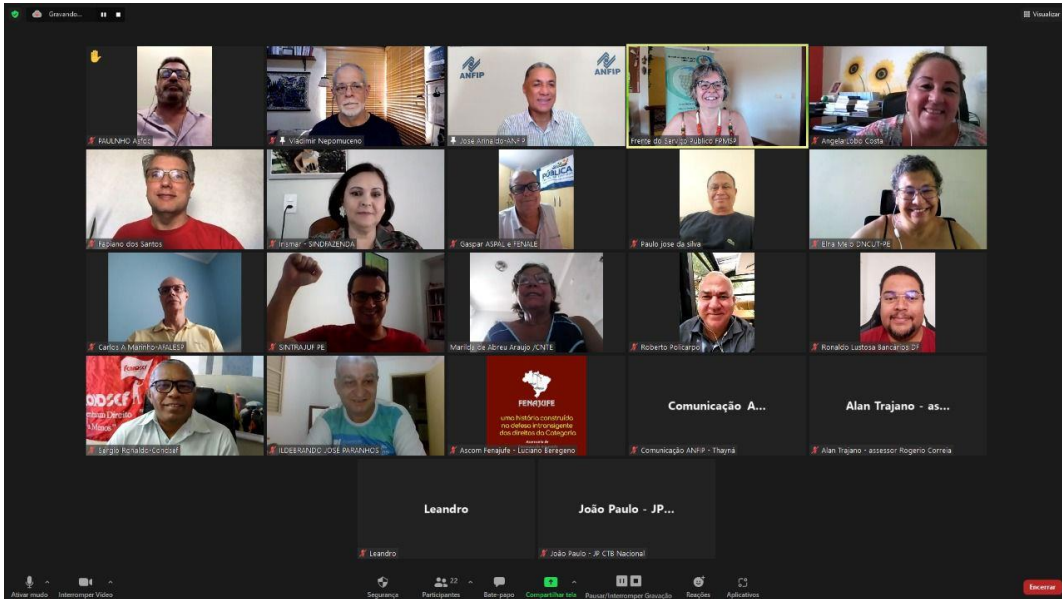 Gravando...
Visualizar
PAULINHO Asfoc
Vladimir Nepomuceno
ANFIP
ANFIP
José Arinaldo-ANFIP
Frente do Serviço Público FPMSP
Angela Lobo Costa
Fabiano dos Santos
Irismar - SINDFAZENDA
PÚBLICA
Gaspar ASPAL e FENALE
Paulo jose da silva
Elna Melo DNCUT-PE
Carlos A Marinho-AFALESP
SINTRAJUF PE
Marilda de Abreu Araujo /CNTE
Roberto Policarpo
Ronaldo Lustosa Bancários DF
Sergio Ronaldo-Condsef
ILDEBRANDO JOSE PARANHOS
FENAJUFE
uma história construída
na defesa intransigente
dos direitos da Categoria
Ascom Fenajufe - Luciano Beregeno
Comunicação A...
Comunicação ANFIP - Thayná
Alan Trajano - as...
Alan Trajano - assessor Rogerio Correia
Leandro
Leandro
João Paulo - JP...
João Paulo - JP CTB Nacional
Ativar mudo
Interromper Vídeo
Segurança
22
Participantes
Bate-papo
Compartilhar tela
Pausar/Interromper Gravação
Reações
Aplicativos
Encerrar